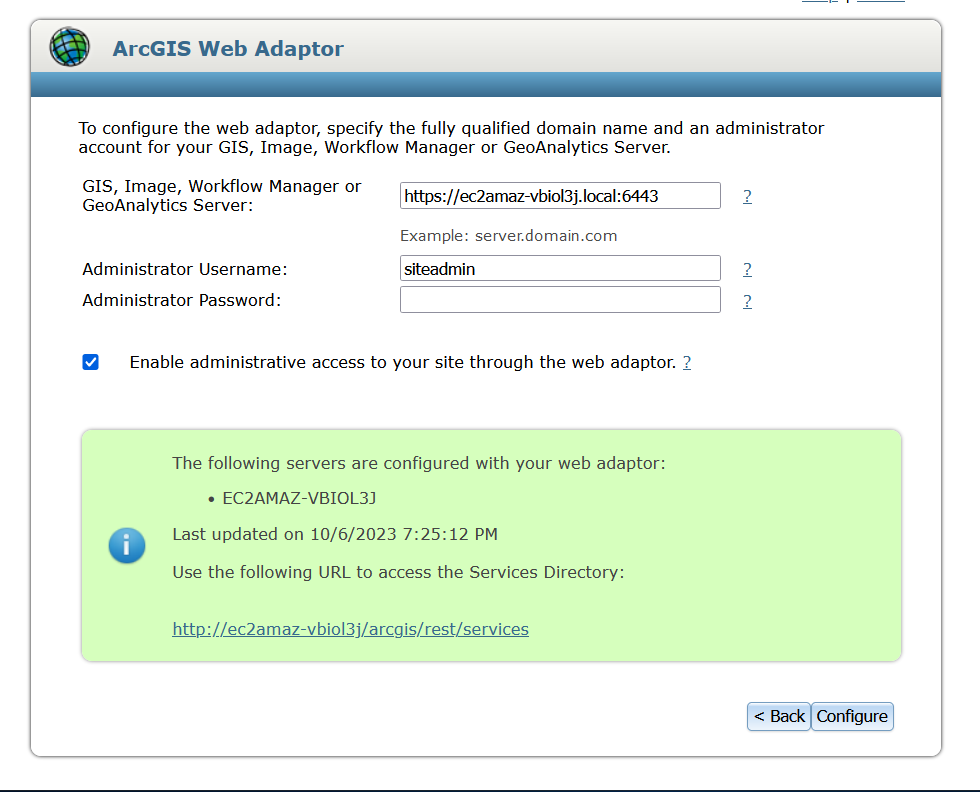 ArcGIS Web Adaptor
To configure the web adaptor, specify the fully qualified domain name and an administrator
account for your GIS, Image, Workflow Manager or GeoAnalytics Server.
GIS, Image, Workflow Manager or
GeoAnalytics Server:
https://ec2amaz-vbiol3j.local:6443
?
Example: server.domain.com
Administrator Username:
siteadmin
?
Administrator Password:
?
Enable administrative access to your site through the web adaptor. ?
The following servers are configured with your web adaptor:
• EC2AMAZ-VBIOL3J
Last updated on 10/6/2023 7:25:12 PM
Use the following URL to access the Services Directory:
http://ec2amaz-vbiol3j/arcgis/rest/services
< Back
Configure